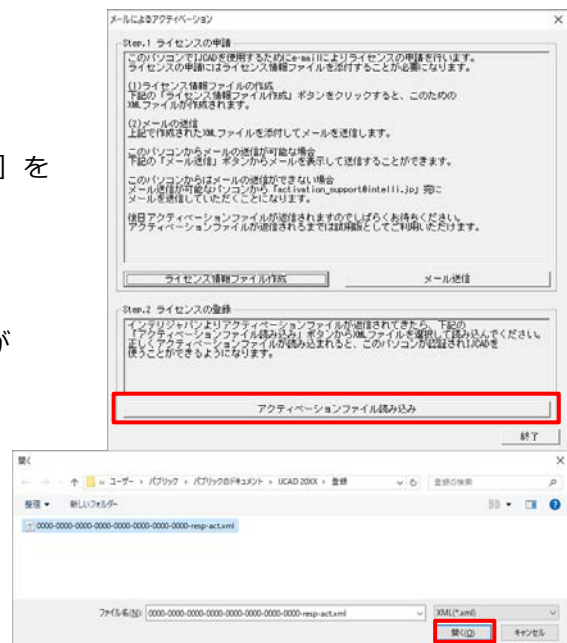 メールによるアクティベーション
Step.1 ライセンスの申請
このパソコンでIJCADを使用するためにe-mailによりライセンスの申請を行います。
ライセンスの申請にはライセンス情報ファイルを添付することが必要になります。
(1)ライセンス情報ファイルの作成
下記の「ライセンス情報ファイル作成」ボタンをクリックすると、このための
XMLファイルが作成されます。
(2)メールの送信
上記で作成されたXMLファイルを添付してメールを送信します。
］を
このパソコンからメールの送信が可能な場合
下記の「メール送信」ボタンからメールを表示して送信することができます。
このパソコンからはメールの送信ができない場合
メール送信が可能なパソコンから「activation_support@intelli.jp」宛に
メールを送信していただくことになります。
後日アクティベーションファイルが返信されますのでしばらくお待ちください。
アクティベーションファイルが返信されるまでは試用版としてご利用いただけます。
ライセンス情報ファイル作成
メール送信
Step.2 ライセンスの登録
が
インテリジャパンよりアクティベーションファイルが返信されてきたら、下記の
「アクティベーションファイル読み込み」ボタンからXMLファイルを選択して読み込んでください。
正しくアクティベーションファイルが読み込まれると、このパソコンが認証されIJCADを
使うことができるようになります。
アクティベーションファイル読み込み
終了
開く
« ユーザー › パブリック › パブリックのドキュメント › IJCAD 20XX › 登録
登録の検索
整理
新しいフォルダー
0000-0000-0000-0000-0000-0000-0000-0000-resp-act.xml
ファイル名(N):
0000-0000-0000-0000-0000-0000-0000-0000-resp-act.xml
XML(*.xml)
開く(O)
キャンセル